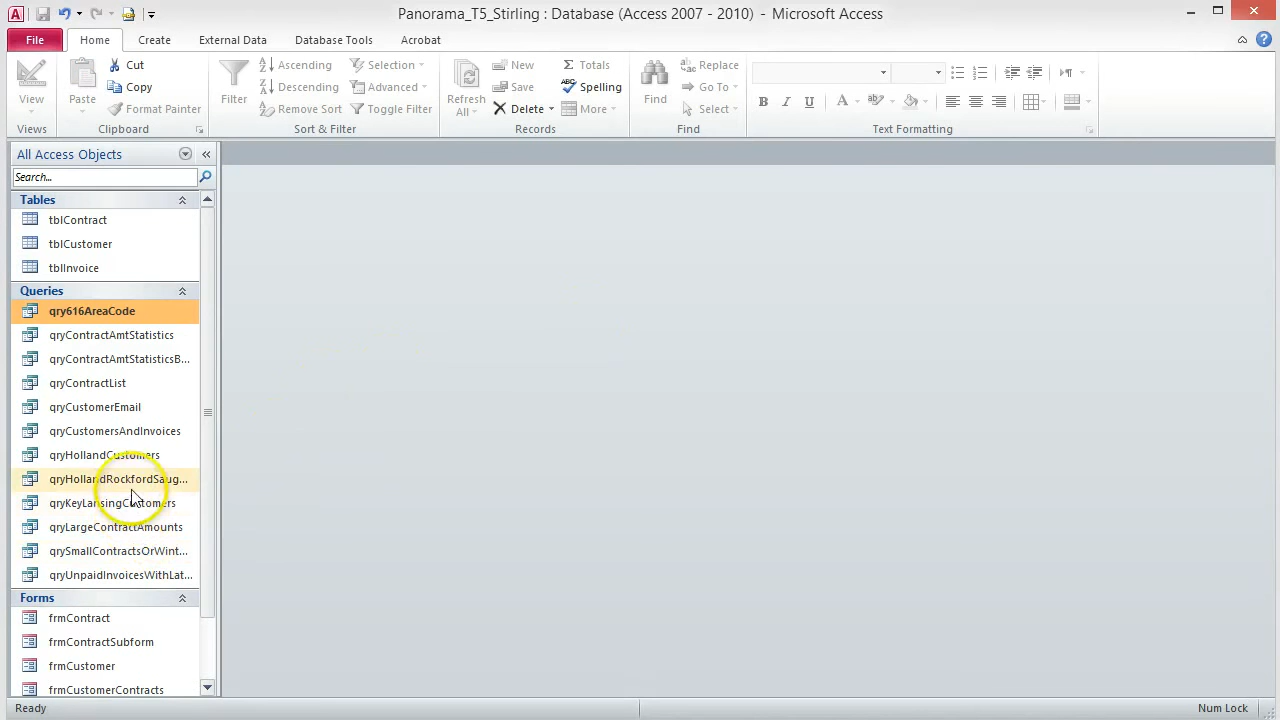 Panorama_T5_Stirling : Database (Access 2007 - 2010) - Microsoft Access
File Home Create External Data Database Tools Acrobat
View
Views
Paste
Cut
Copy
Format Painter
Clipboard
Filter
Ascending
Descending
Remove Sort
Selection
Advanced
Toggle Filter
Sort & Filter
Refresh
All
New
Save
Delete
Totals
Spelling
More
Records
Find
Replace
Go To
Select
Find
B I U
A
Text Formatting
All Access Objects
Search...
Tables
tblContract
tblCustomer
tblInvoice
Queries
qry616AreaCode
qryContractAmtStatistics
qryContractAmtStatisticsB...
qryContractList
qryCustomerEmail
qryCustomersAndInvoices
qryHollandCustomers
qryHollandRockfordSaug...
qryKeyLansingCustomers
qryLargeContractAmounts
qrySmallContractsOrWint...
qryUnpaidInvoicesWithLat...
Forms
frmContract
frmContractSubform
frmCustomer
frmCustomerContracts
Ready
Num Lock